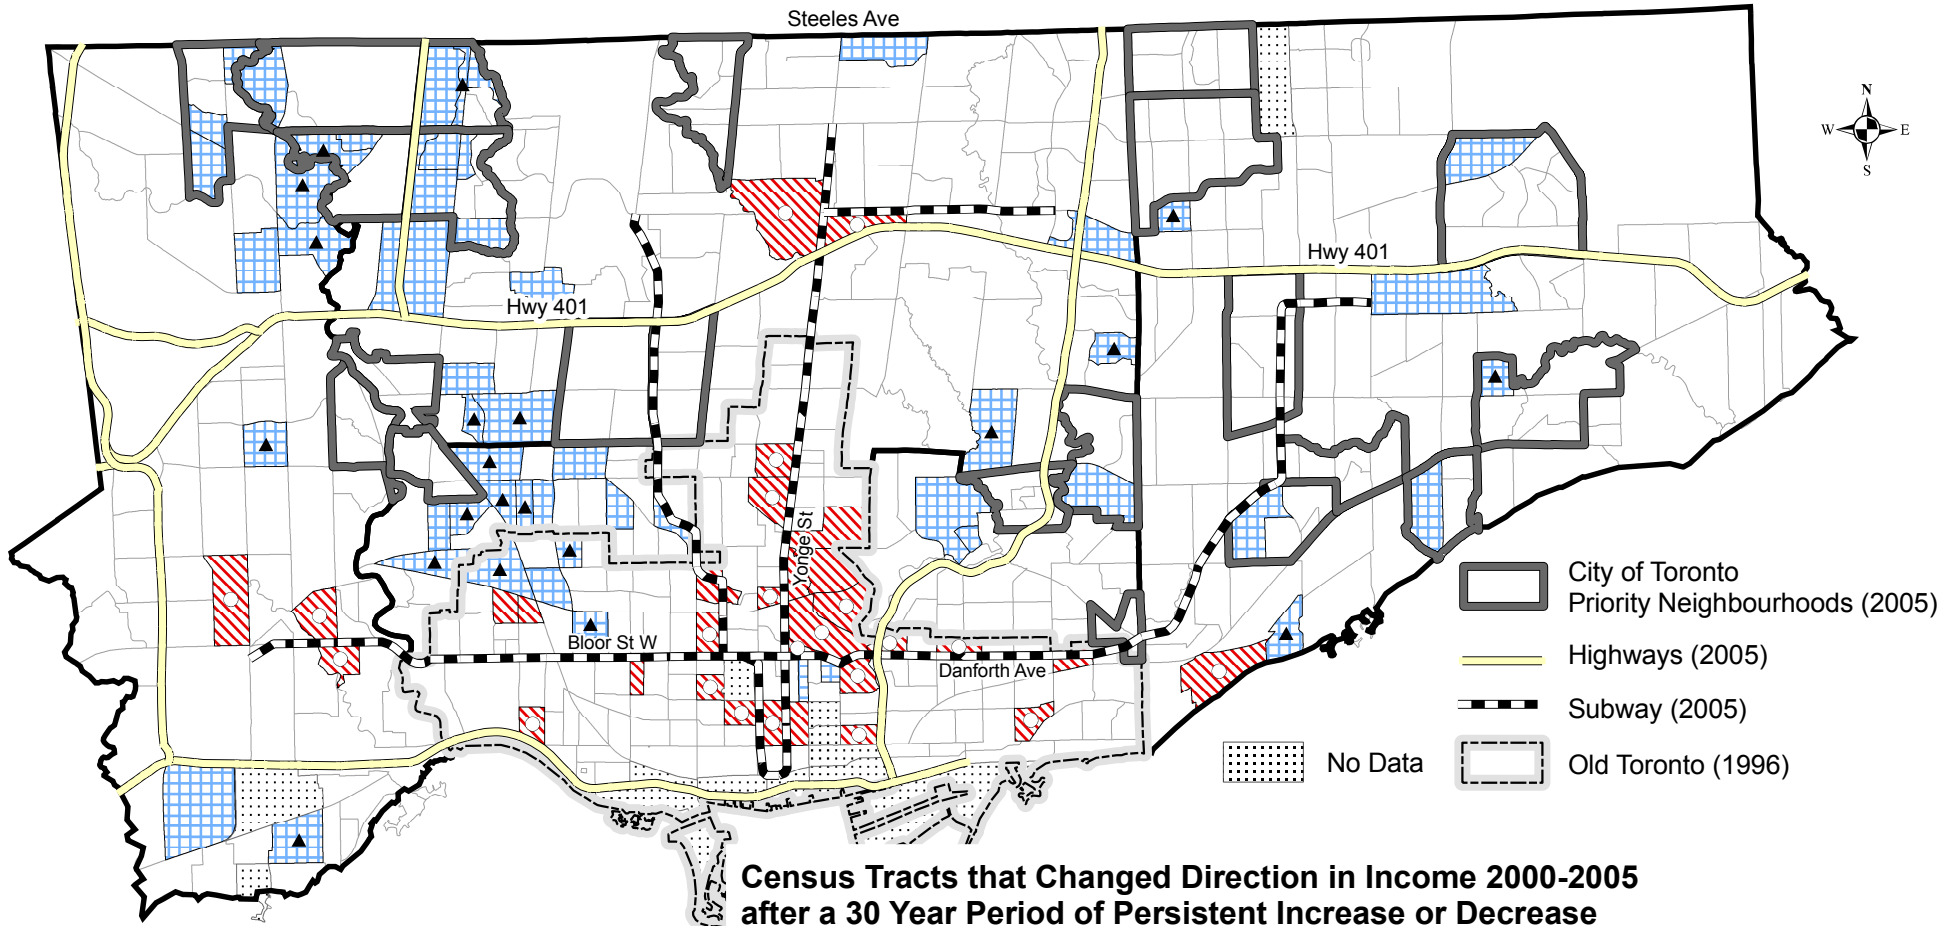 Steeles Ave
N
W E
S
Hwy 401
Hwy 401
Yonge St
Bloor St W
Danforth Ave
City of Toronto
Priority Neighbourhoods (2005)
Highways (2005)
Subway (2005)
No Data
Old Toronto (1996)
Census Tracts that Changed Direction in Income 2000-2005
after a 30 Year Period of Persistent Increase or Decrease